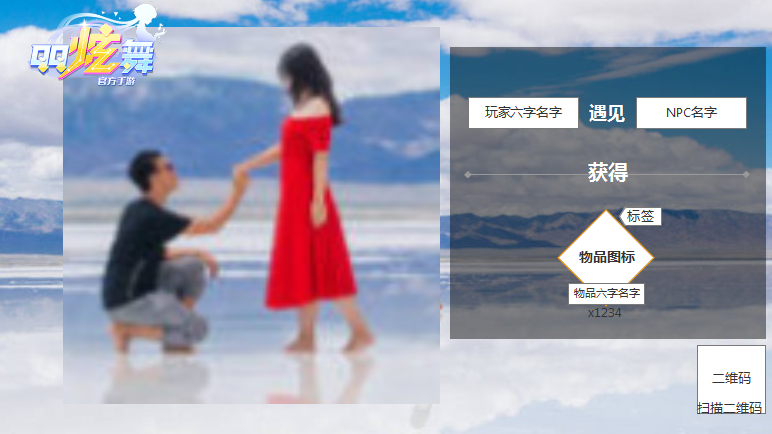 QQ炫舞
官方手游
玩家六字名字 遇见 NPC名字
获得
标签
物品图标
物品六字名字
x1234
二维码
扫描二维码